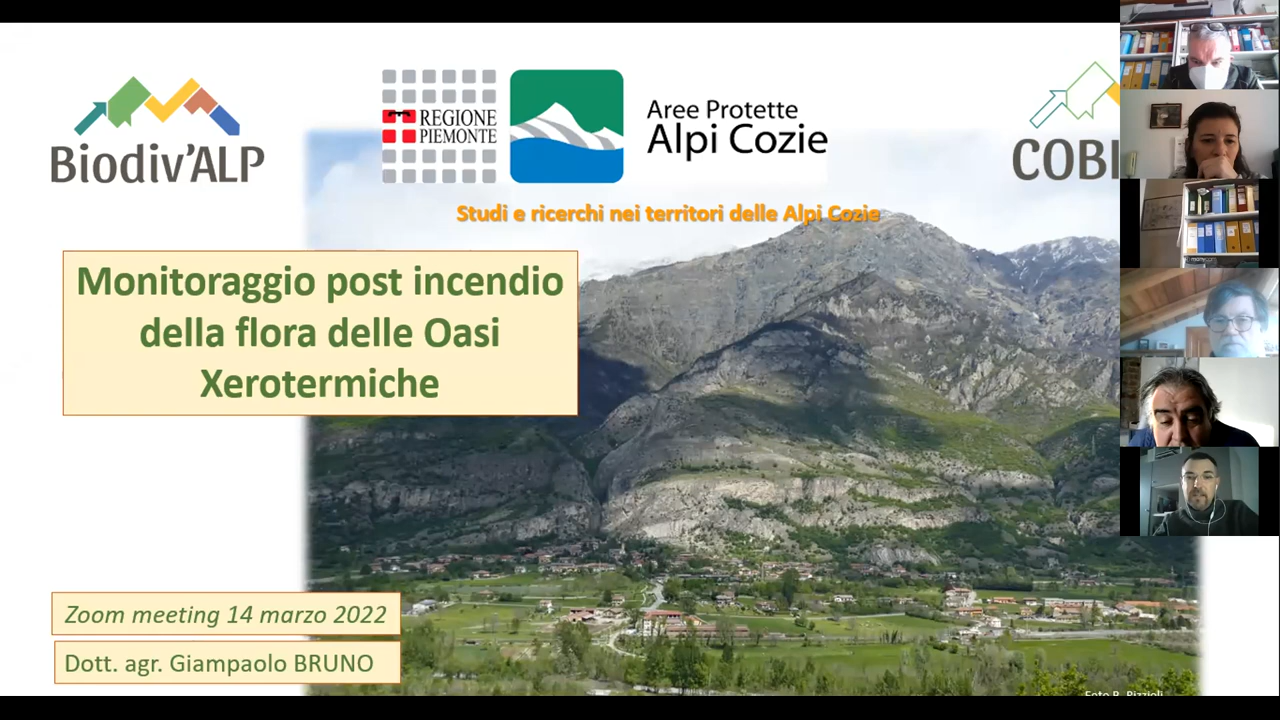 Biodiv'ALP
REGIONE
PIEMONTE
Aree Protette
Alpi Cozie
COBI
Studi e ricerchi nei territori delle Alpi Cozie
Monitoraggio post incendio
della flora delle Oasi
Xerotermiche
Zoom meeting 14 marzo 2022
Dott. agr. Giampaolo BRUNO